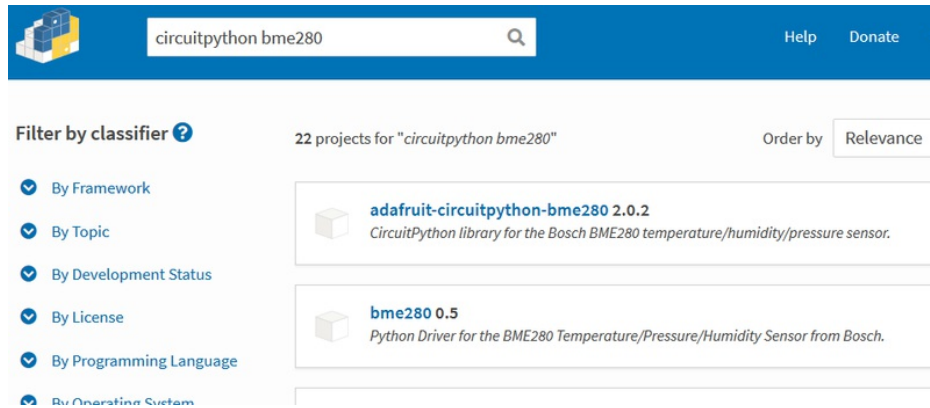 circuitpython bme280
Help
Donate
Filter by classifier ?
By Framework
By Topic
By Development Status
By License
By Programming Language
By Operating System
22 projects for "circuitpython bme280"
Order by
Relevance
adafruit-circuitpython-bme280 2.0.2
CircuitPython library for the Bosch BME280 temperature/humidity/pressure sensor.
bme280 0.5
Python Driver for the BME280 Temperature/Pressure/Humidity Sensor from Bosch.